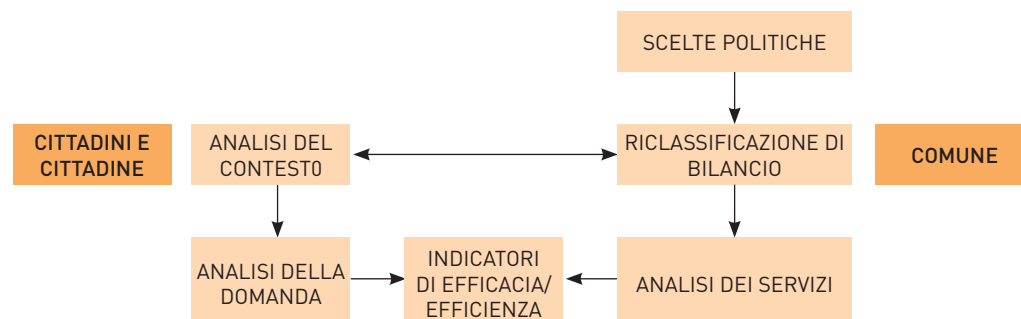 SCELTE POLITICHE
CITTADINI E
CITTADINE
ANALISI DEL
CONTEST0
RICLASSIFICAZIONE DI
BILANCIO
COMUNE
ANALISI DELLA
DOMANDA
INDICATORI
DI EFFICACIA/
EFFICIENZA
ANALISI DEI SERVIZI